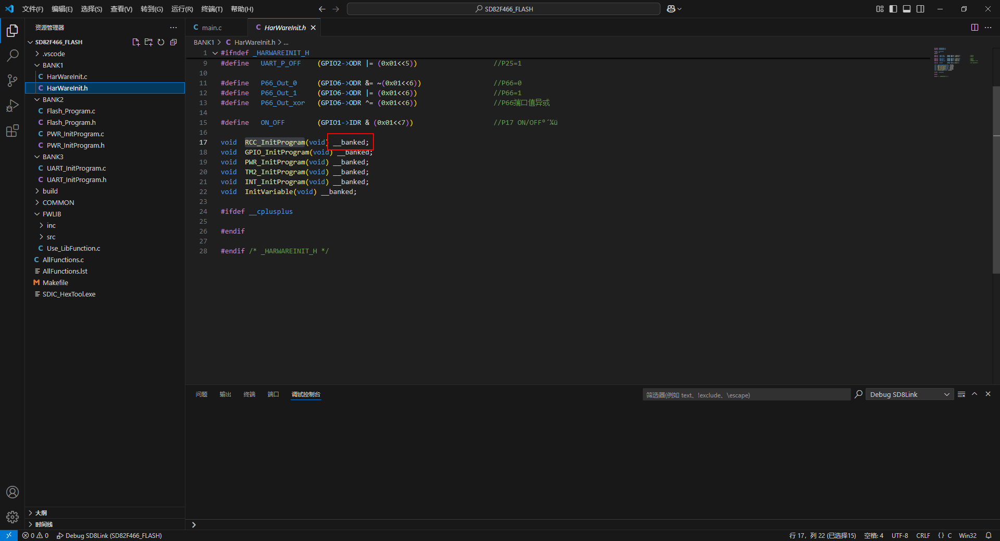 文件(F) 编辑(E) 选择(S) 查看(V) 转到(G) 运行(R) 终端(T) 帮助(H)
SD82F466_FLASH
资源管理器
SD82F466_FLASH
.vscode
BANK1
HarWareInit.c
HarWareInit.h
BANK2
Flash_Program.c
Flash_Program.h
PWR_InitProgram.c
PWR_InitProgram.h
BANK3
UART_InitProgram.c
UART_InitProgram.h
build
COMMON
FWLIB
inc
src
Use_LibFunction.c
AllFunctions.c
AllFunctions.lst
Makefile
SDIC_HexTool.exe
大纲
时间线
main.c HarWareInit.h
BANK1 > HarWareInit.h > ...
1 #ifndef _HARWAREINIT_H
9 #define UART_P_OFF (GPIO2->ODR |= (0x01<<5)) //P25=1
10
11 #define P66_Out_0 (GPIO6->ODR &= ~(0x01<<6)) //P66=0
12 #define P66_Out_1 (GPIO6->ODR |= (0x01<<6)) //P66=1
13 #define P66_Out_xor (GPIO6->ODR ^= (0x01<<6)) //P66端口值异或
14
15 #define ON_OFF (GPIO1->IDR & (0x01<<7)) //P17 ON/OFFº´¼ü
16
17 void RCC_InitProgram(void) __banked;
18 void GPIO_InitProgram(void) __banked;
19 void PWR_InitProgram(void) __banked;
20 void TM2_InitProgram(void) __banked;
21 void INT_InitProgram(void) __banked;
22 void InitVariable(void) __banked;
23
24 #ifdef __cplusplus
25
26 #endif
27
28 #endif /* _HARWAREINIT_H */
问题 输出 终端 端口 调试控制台
筛选器(例如 text、!exclude、\escape)
Debug SD8Link
0 0 Debug SD8Link (SD82F466_FLASH)
行 17，列 22 (已选择15) 空格: 4 UTF-8 CRLF {} C Win32